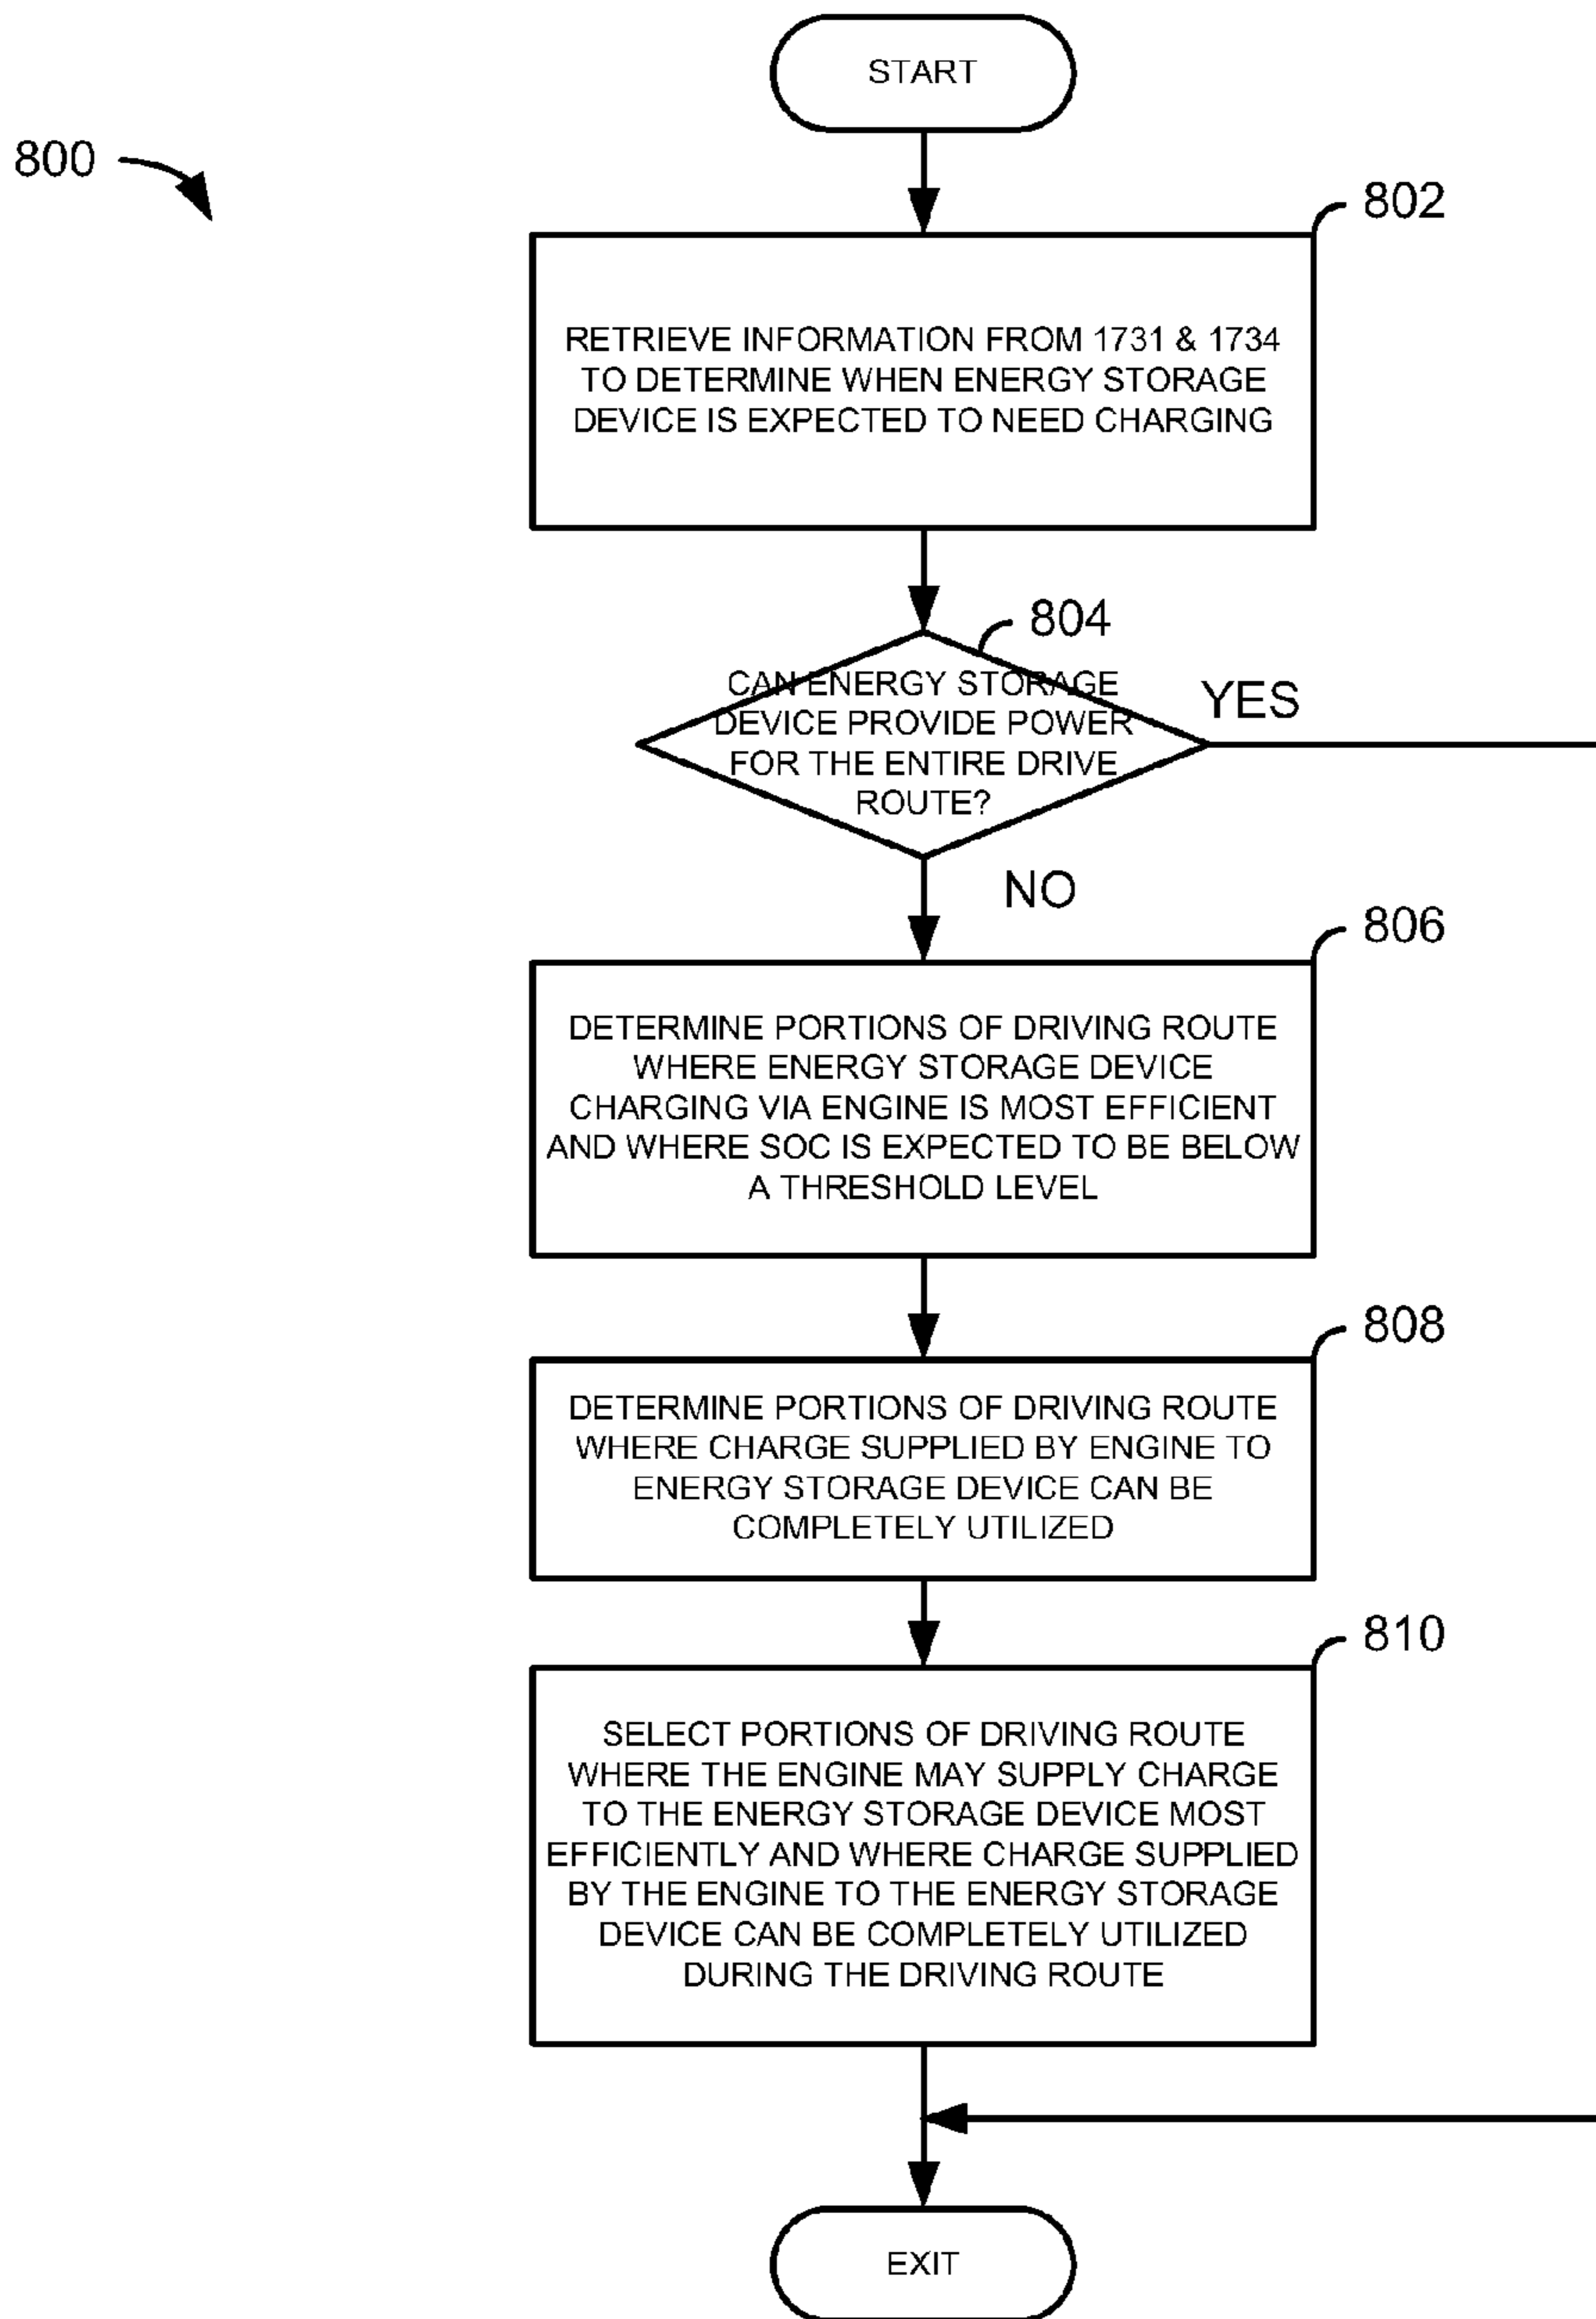 START
800
802
RETRIEVE INFORMATION FROM 1731 & 1734
TO DETERMINE WHEN ENERGY STORAGE
DEVICE IS EXPECTED TO NEED CHARGING
804
CAN ENERGY STORAGE
DEVICE PROVIDE POWER
FOR THE ENTIRE DRIVE
ROUTE?
YES
NO
806
DETERMINE PORTIONS OF DRIVING ROUTE
WHERE ENERGY STORAGE DEVICE
CHARGING VIA ENGINE IS MOST EFFICIENT
AND WHERE SOC IS EXPECTED TO BE BELOW
A THRESHOLD LEVEL
808
DETERMINE PORTIONS OF DRIVING ROUTE
WHERE CHARGE SUPPLIED BY ENGINE TO
ENERGY STORAGE DEVICE CAN BE
COMPLETELY UTILIZED
810
SELECT PORTIONS OF DRIVING ROUTE
WHERE THE ENGINE MAY SUPPLY CHARGE
TO THE ENERGY STORAGE DEVICE MOST
EFFICIENTLY AND WHERE CHARGE SUPPLIED
BY THE ENGINE TO THE ENERGY STORAGE
DEVICE CAN BE COMPLETELY UTILIZED
DURING THE DRIVING ROUTE
EXIT